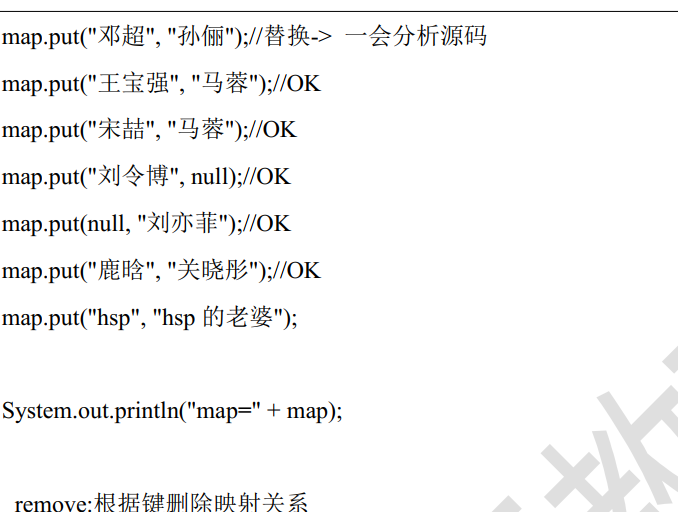 map.put("邓超", "孙俪");//替换-> 一会分析源码
map.put("王宝强", "马蓉");//OK
map.put("宋喆", "马蓉");//OK
map.put("刘令博", null);//OK
map.put(null, "刘亦菲");//OK
map.put("鹿晗", "关晓彤");//OK
map.put("hsp", "hsp 的老婆");
System.out.println("map=" + map);
remove:根据键删除映射关系
教